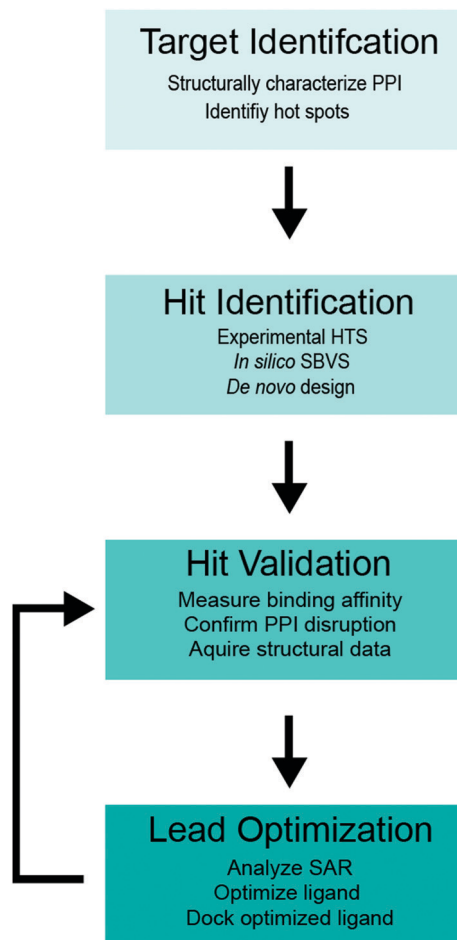 Target Identifcation
Structurally characterize PPI
Identifiy hot spots
Hit Identification
Experimental HTS
In silico SBVS
De novo design
Hit Validation
Measure binding affinity
Confirm PPI disruption
Aquire structural data
Lead Optimization
Analyze SAR
Optimize ligand
Dock optimized ligand